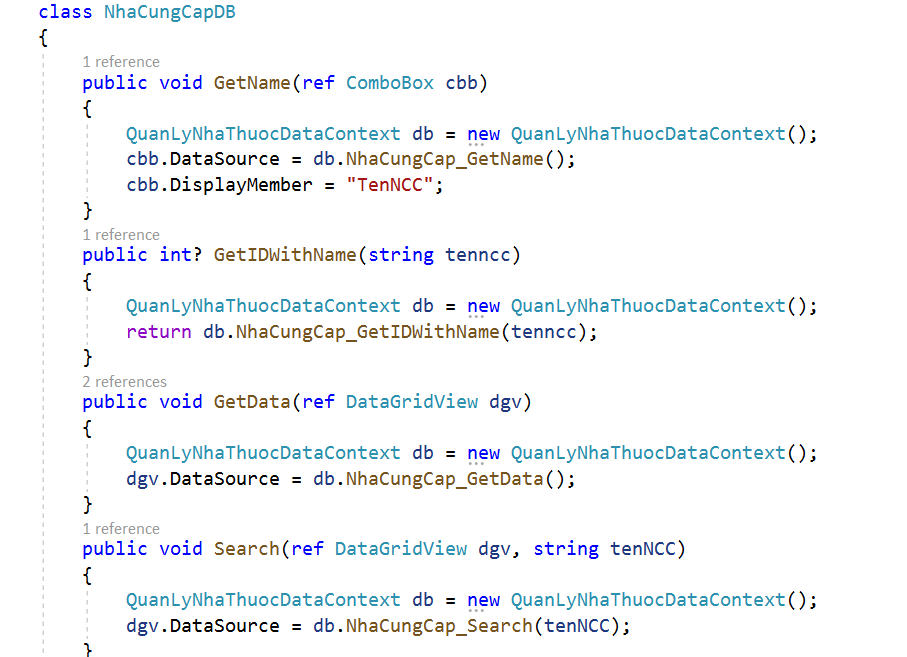 class NhaCungCapDB
{
1 reference
public void GetName(ref ComboBox cbb)
{
QuanLyNhaThuocDataContext db = new QuanLyNhaThuocDataContext();
cbb.DataSource = db.NhaCungCap_GetName();
cbb.DisplayMember = "TenNCC";
}
1 reference
public int? GetIDWithName(string tenncc)
{
QuanLyNhaThuocDataContext db = new QuanLyNhaThuocDataContext();
return db.NhaCungCap_GetIDWithName(tenncc);
}
2 references
public void GetData(ref DataGridView dgv)
{
QuanLyNhaThuocDataContext db = new QuanLyNhaThuocDataContext();
dgv.DataSource = db.NhaCungCap_GetData();
}
1 reference
public void Search(ref DataGridView dgv, string tenNCC)
{
QuanLyNhaThuocDataContext db = new QuanLyNhaThuocDataContext();
dgv.DataSource = db.NhaCungCap_Search(tenNCC);
}